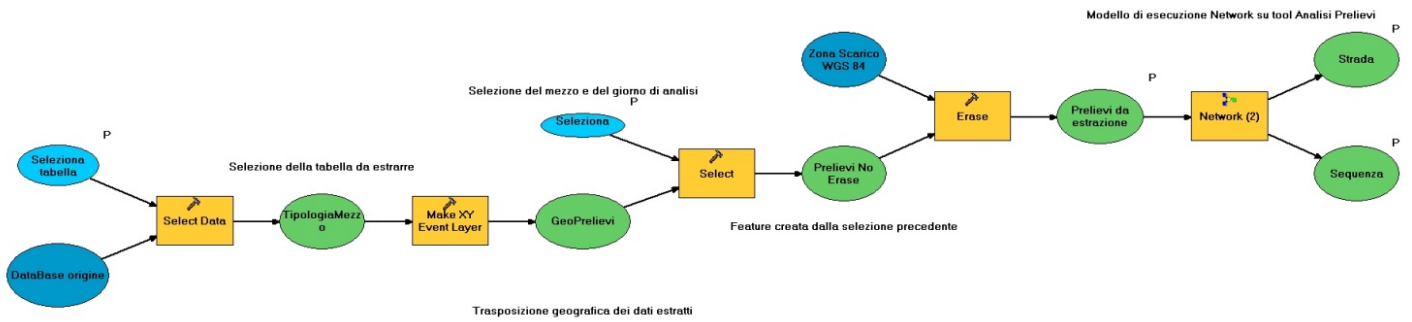 Modello di esecuzione Network su tool Analisi Prelievi
P
Zona Scarico
WGS 84
Strada
Selezione del mezzo e del giorno di analisi
P
P
Seleziona
Erase
Prelievi da
estrazione
Network (2)
P
P
Seleziona
tabella
Selezione della tabella da estrarre
Select
Prelievi No
Erase
Sequenza
Select Data
TipologiaMezz
o
Make XY
Event Layer
GeoPrelievi
Feature creata dalla selezione precedente
DataBase origine
Trasposizione geografica dei dati estratti